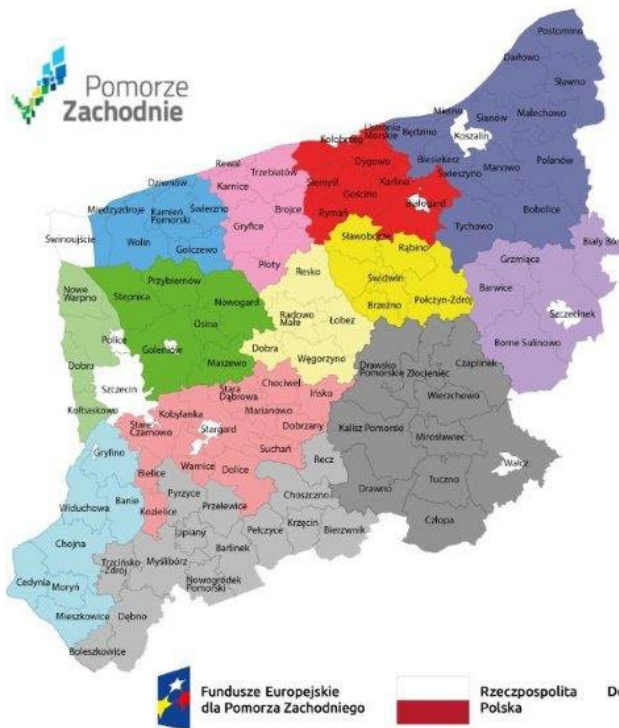 Pomorze
Zachodnie
Postomino
Darłowo
Sławno
Mielno
Sianów
Malechowo
Ustronie
Morskie
Będzino
Koszalin
Kołobrzeg
Dygowo
Biesiekierz
Świeszyno
Manowo
Polanów
Rewal
Trzebiatów
Karnice
Siemyśl
Gościno
Karlino
Białogard
Bobolice
Dziwnów
Świerzno
Międzyzdroje
Kamień
Pomorski
Brojce
Rymań
Tychowo
Świnoujście
Wolin
Golczewo
Gryfice
Sławoborze
Rąbino
Grzmiąca
Biały Bór
Płoty
Resko
Świdwin
Barwice
Nowe
Warpno
Przybiernów
Stepnica
Nowogard
Radowo
Małe
Łobez
Brzeżno
Połczyn-Zdrój
Szczecinek
Osina
Police
Goleniów
Borne Sulinowo
Dobra
Maszewo
Dobra
Węgorzyno
Drawsko
Pomorskie
Złocieniec
Czaplinek
Szczecin
Stara
Dąbrowa
Chociwel
Ińsko
Wierzchowo
Kołbaskowo
Kobylanka
Marianowo
Stare
Czarnowo
Stargard
Dobrzany
Kalisz Pomorski
Mirosławiec
Gryfino
Suchań
Recz
Wałcz
Bielice
Warnice
Dolice
Banie
Pyrzyce
Choszczno
Drawno
Tuczno
Widuchowa
Kozielice
Przelewice
Krzęcin
Człopa
Lipiany
Pełczyce
Bierzwnik
Chojna
Barlinek
Trzcińsko
-Zdrój
Myślibórz
Cedynia
Moryń
Nowogródek
Pomorski
Mieszkowice
Dębno
Boleszkowice
Fundusze Europejskie
dla Pomorza Zachodniego
Rzeczpospolita
Polska